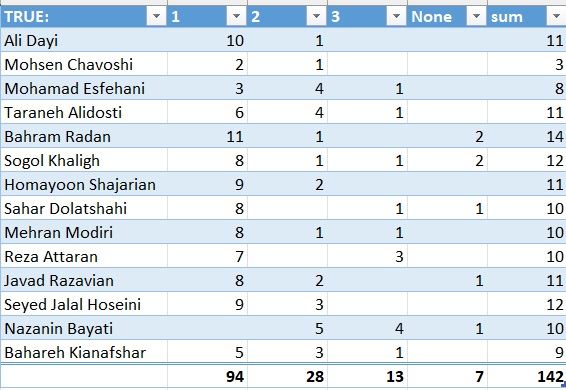 TRUE: 1 2 3 None sum
Ali Dayi 10 1 11
Mohsen Chavoshi 2 1 3
Mohamad Esfehani 3 4 1 8
Taraneh Alidosti 6 4 1 11
Bahram Radan 11 1 2 14
Sogol Khaligh 8 1 1 2 12
Homayoon Shajarian 9 2 11
Sahar Dolatshahi 8 1 1 10
Mehran Modiri 8 1 1 10
Reza Attaran 7 3 10
Javad Razavian 8 2 1 11
Seyed Jalal Hoseini 9 3 12
Nazanin Bayati 5 4 1 10
Bahareh Kianafshar 5 3 1 9
94 28 13 7 142